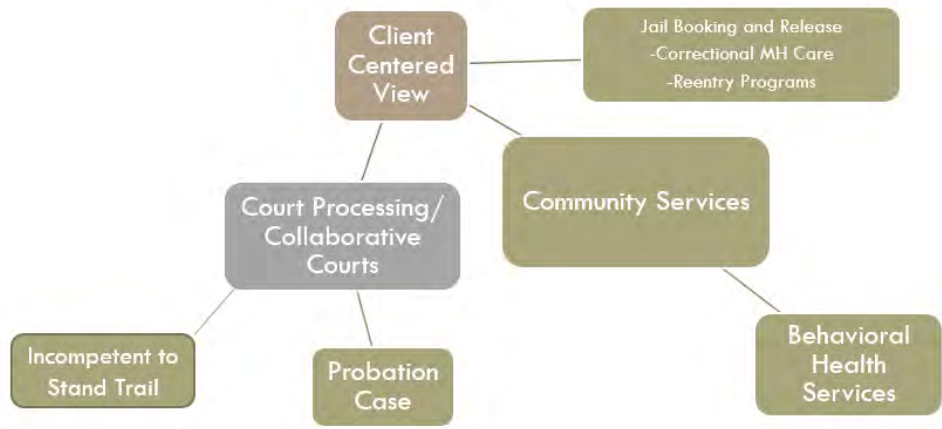 Client
Centered
View
Jail Booking and Release
-Correctional MH Care
-Reentry Programs
Community Services
Court Processing/
Collaborative
Courts
Incompetent to
Stand Trail
Probation
Case
Behavioral
Health
Services